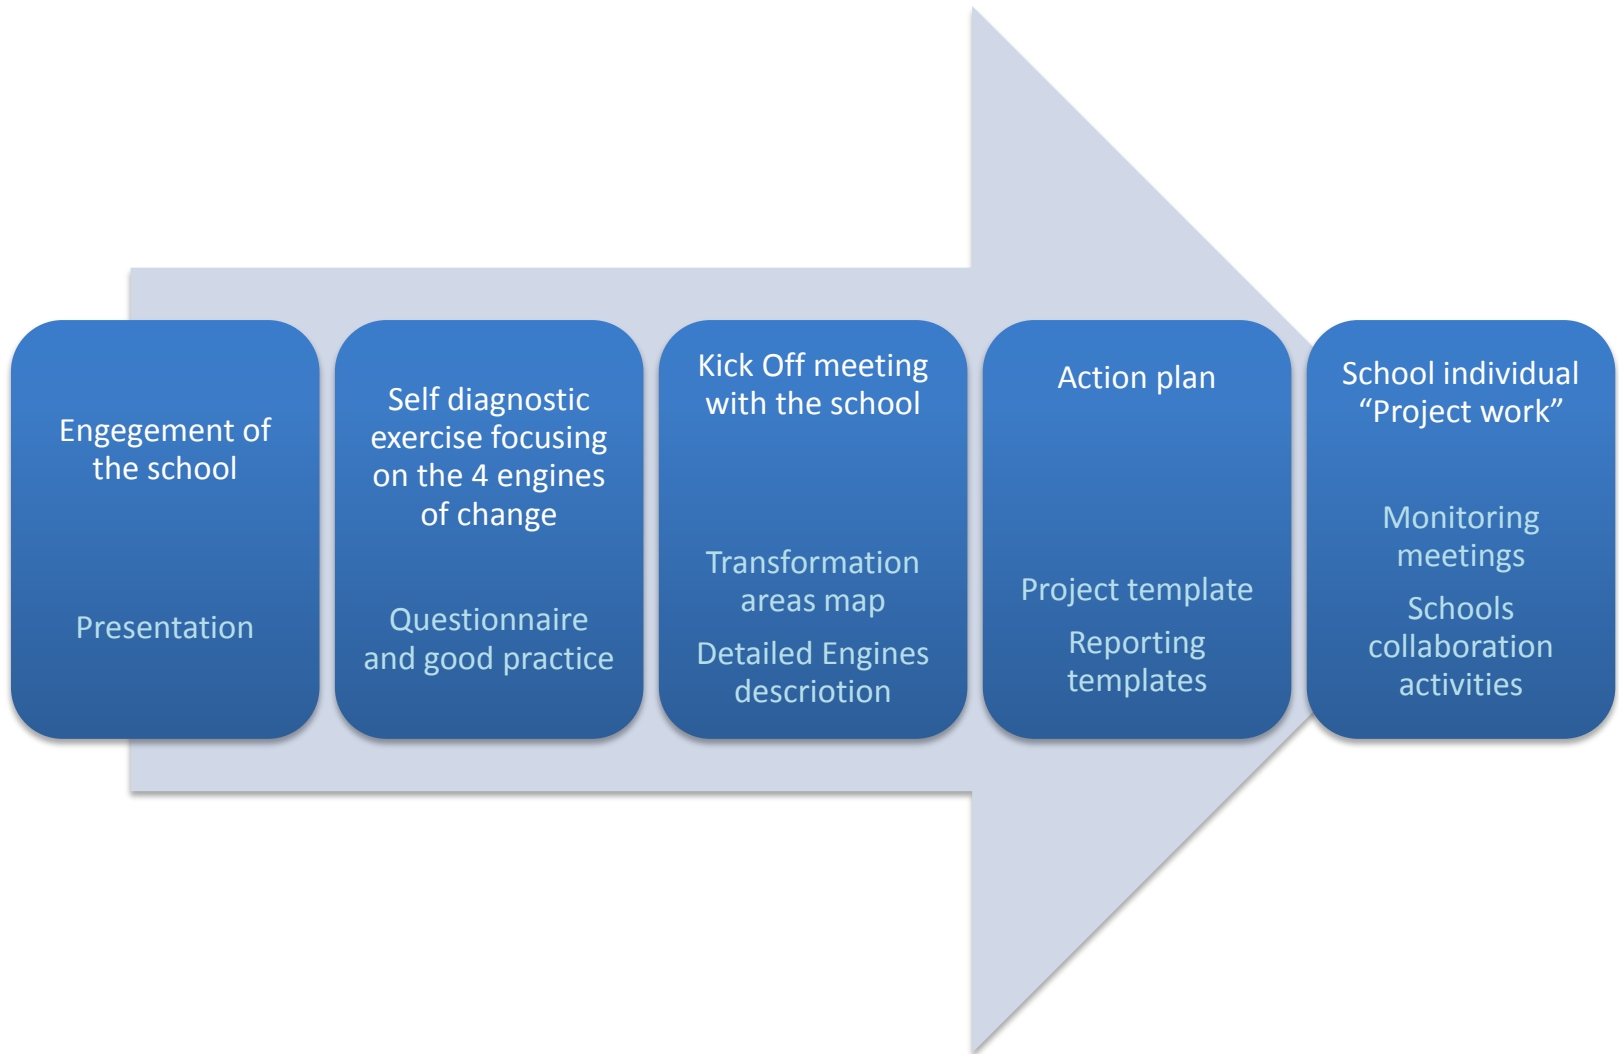 Engegement of
the school
Presentation
Self diagnostic
exercise focusing
on the 4 engines
of change
Questionnaire
and good practice
Kick Off meeting
with the school
Transformation
areas map
Detailed Engines
descriotion
Action plan
Project template
Reporting
templates
School individual
“Project work”
Monitoring
meetings
Schools
collaboration
activities